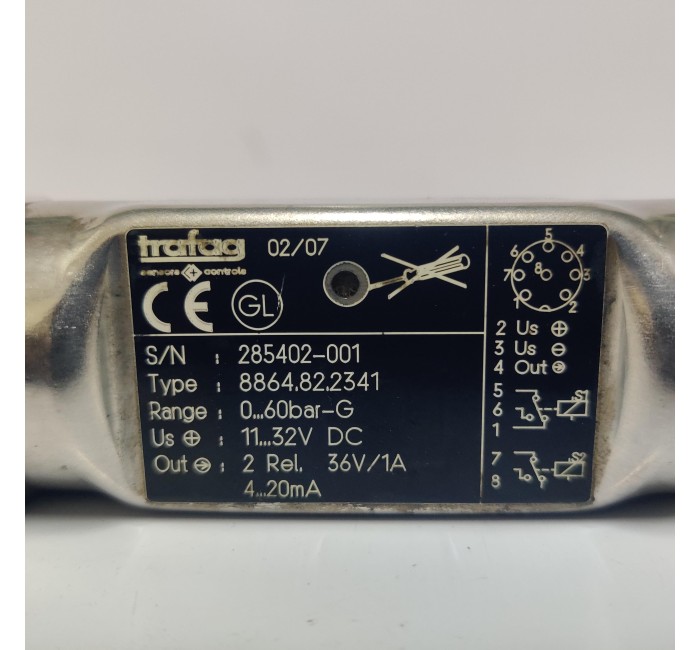 trafag 02/07
sensors controls
CE GL
S/N : 285402-001
Type : 8864.82.2341
Range : 0...60bar-G
Us ⊕ : 11...32V DC
Out : 2 Rel. 36V/1A
4...20mA
5
6 4
7 8 3
1 2
2 Us ⊕
3 Us ⊖
4 Out
5 S1
6
1
7 S2
8